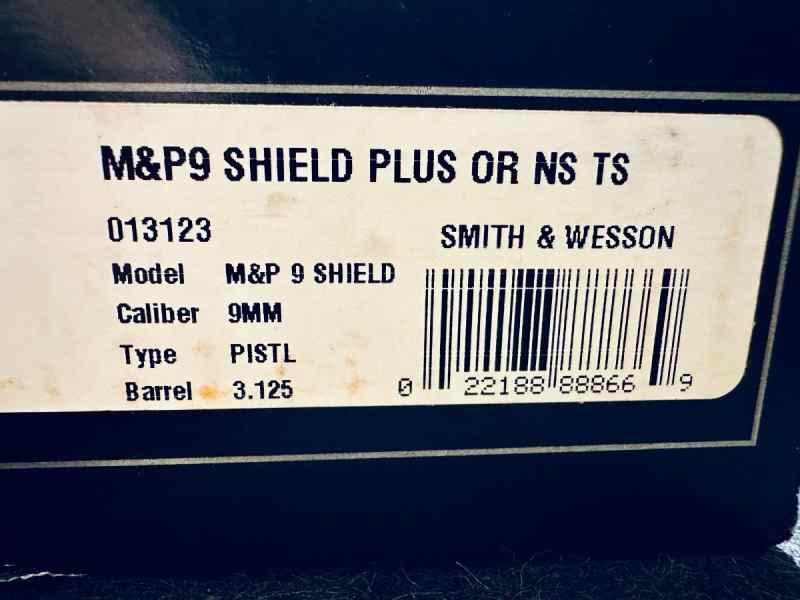 M&P9 SHIELD PLUS OR NS TS
013123
SMITH & WESSON
Model M&P 9 SHIELD
Caliber 9MM
Type PISTL
Barrel 3.125
0 22188 88866 9